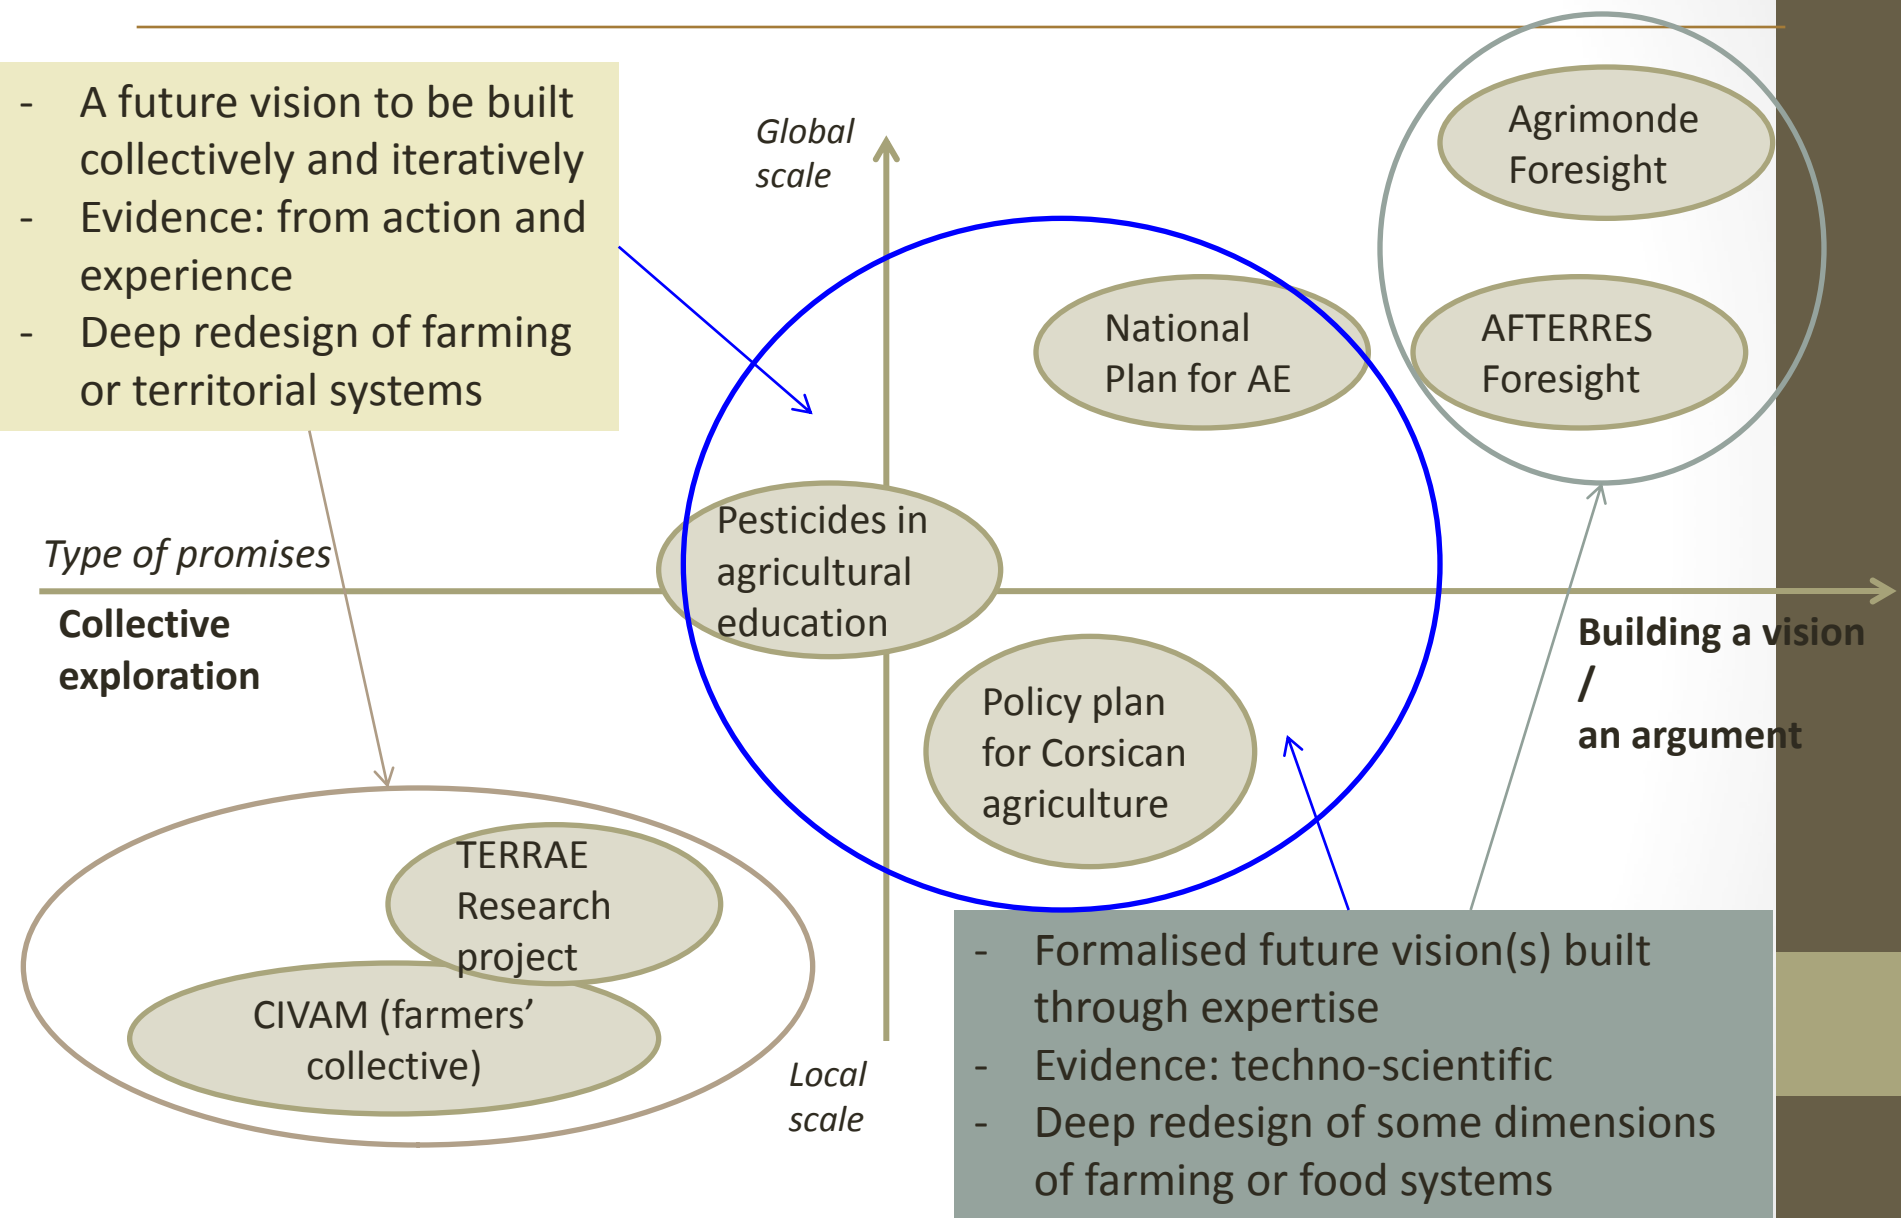 - A future vision to be built
collectively and iteratively
- Evidence: from action and
experience
- Deep redesign of farming
or territorial systems
Global
scale
Agrimonde
Foresight
National
Plan for AE
AFTERRES
Foresight
Pesticides in
agricultural
education
Type of promises
Collective
exploration
Building a vision
/
an argument
Policy plan
for Corsican
agriculture
TERRAE
Research
project
CIVAM (farmers’
collective)
Local
scale
- Formalised future vision(s) built
through expertise
- Evidence: techno-scientific
- Deep redesign of some dimensions
of farming or food systems